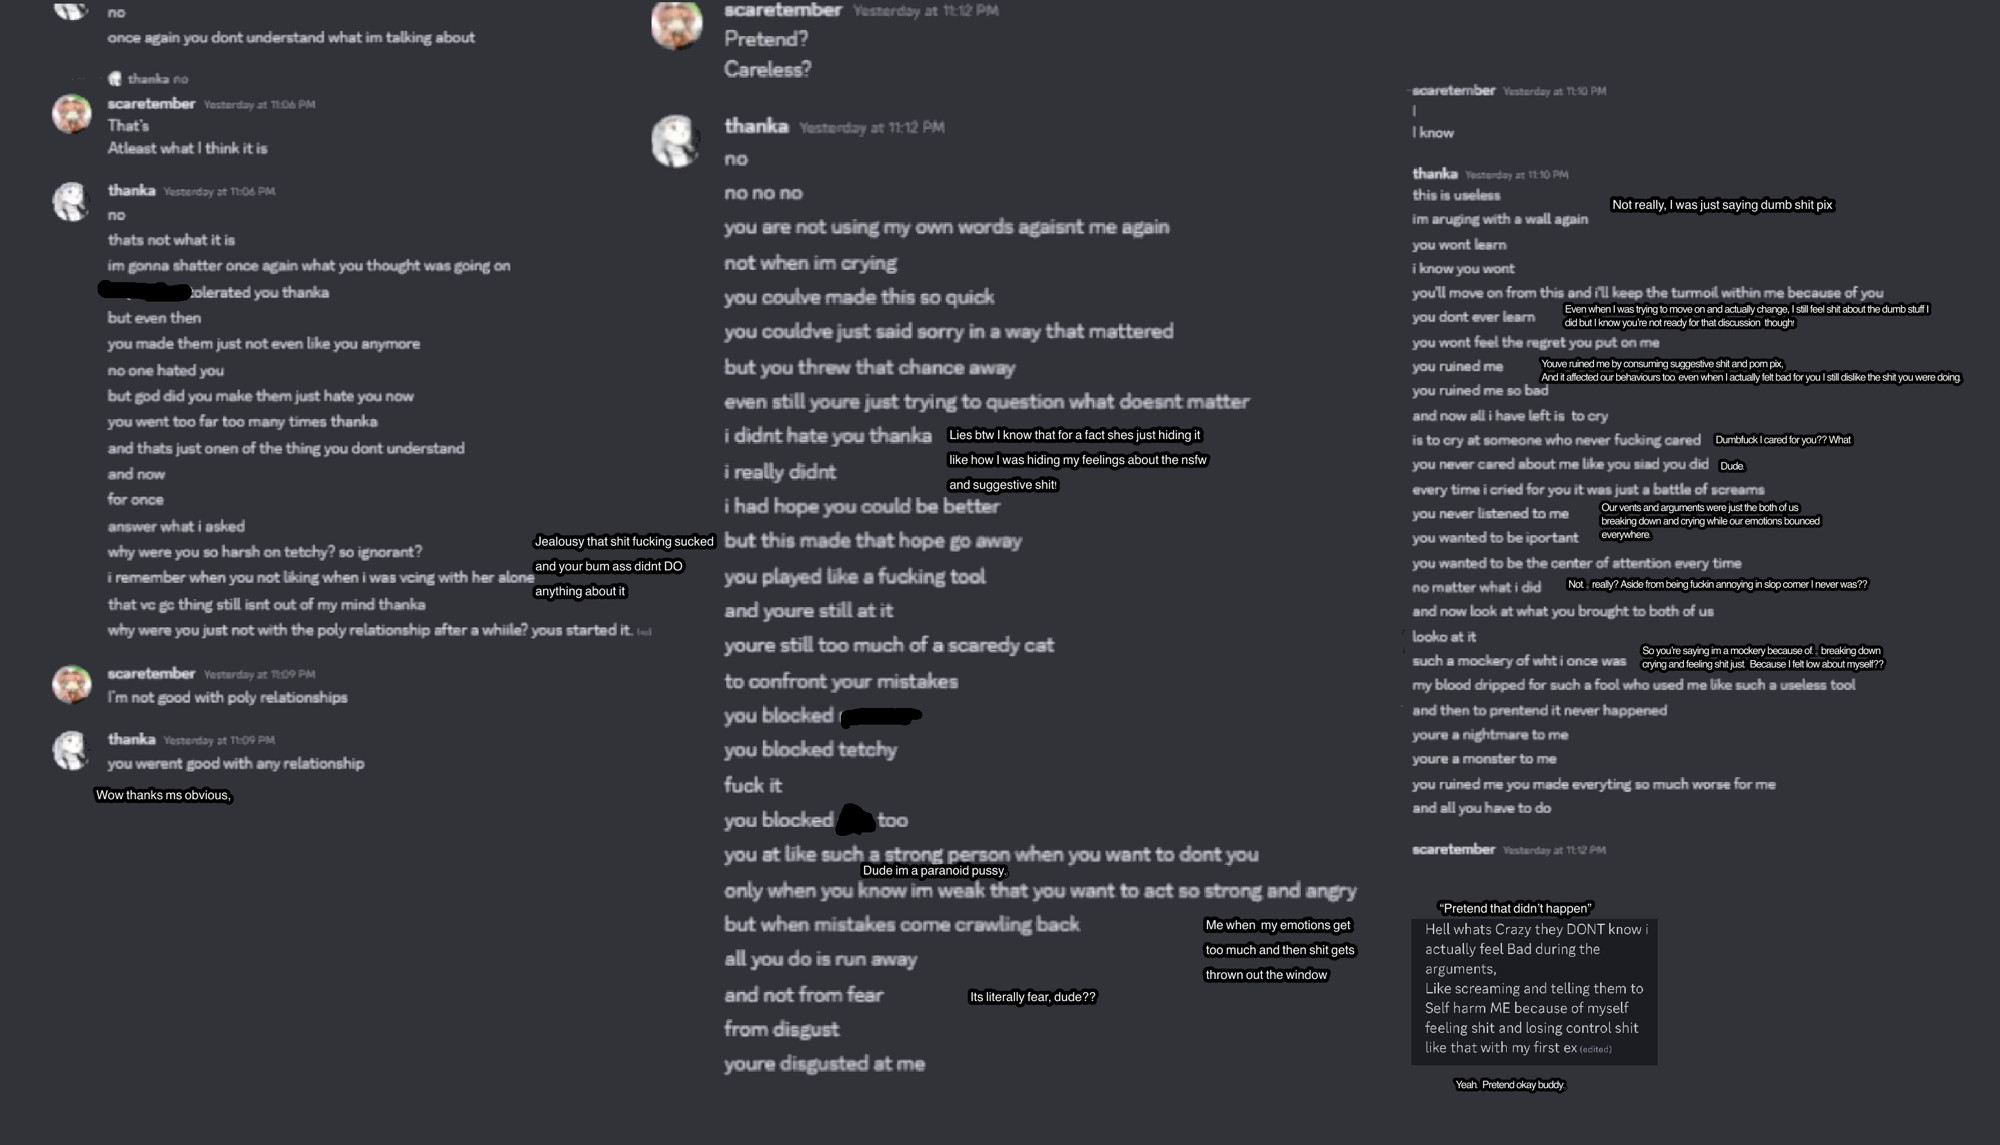 no
once again you dont understand what im talking about
thanka no
scaretember Yesterday at 11:06 PM
That's
Atleast what I think it is
thanka Yesterday at 11:06 PM
no
thats not what it is
im gonna shatter once again what you thought was going on
tolerated you thanka
but even then
you made them just not even like you anymore
no one hated you
but god did you make them just hate you now
you went too far too many times thanka
and thats just onen of the thing you dont understand
and now
for once
answer what i asked
why were you so harsh on tetchy? so ignorant?
i remember when you not liking when i was vcing with her alone
that vc gc thing still isnt out of my mind thanka
why were you just not with the poly relationship after a whiile? yous started it.
Jealousy that shit fucking sucked
and your bum ass didnt DO
anything about it
scaretember Yesterday at 11:09 PM
I'm not good with poly relationships
thanka Yesterday at 11:09 PM
you werent good with any relationship
Wow thanks ms obvious,
scaretember Yesterday at 11:12 PM
Pretend?
Careless?
thanka Yesterday at 11:12 PM
no
no no no
you are not using my own words agaisnt me again
not when im crying
you coulve made this so quick
you couldve just said sorry in a way that mattered
but you threw that chance away
even still youre just trying to question what doesnt matter
i didnt hate you thanka
Lies btw I know that for a fact shes just hiding it
like how I was hiding my feelings about the nsfw
and suggestive shit!
i really didnt
i had hope you could be better
but this made that hope go away
you played like a fucking tool
and youre still at it
youre still too much of a scaredy cat
to confront your mistakes
you blocked
you blocked tetchy
fuck it
you blocked too
you at like such a strong person when you want to dont you
Dude im a paranoid pussy,
only when you know im weak that you want to act so strong and angry
but when mistakes come crawling back
Me when my emotions get
too much and then shit gets
thrown out the window
all you do is run away
and not from fear
Its literally fear, dude??
from disgust
youre disgusted at me
scaretember Yesterday at 11:10 PM
I
I know
thanka Yesterday at 11:10 PM
this is useless
Not really, I was just saying dumb shit pix
im aruging with a wall again
you wont learn
i know you wont
you'll move on from this and i'll keep the turmoil within me because of you
you dont ever learn
Even when I was trying to move on and actually change, I still feel shit about the dumb stuff I
did but I know you're not ready for that discussion though!
you wont feel the regret you put on me
you ruined me
Youve ruined me by consuming suggestive shit and porn pix,
And it affected our behaviours too. even when I actually felt bad for you I still dislike the shit you were doing.
you ruined me so bad
and now all i have left is to cry
is to cry at someone who never fucking cared
Dumbfuck I cared for you?? What
you never cared about me like you siad you did
Dude.
every time i cried for you it was just a battle of screams
you never listened to me
Our vents and arguments were just the both of us
breaking down and crying while our emotions bounced
everywhere.
you wanted to be iportant
you wanted to be the center of attention every time
no matter what i did
Not , really? Aside from being fuckin annoying in slop corner I never was??
and now look at what you brought to both of us
looko at it
such a mockery of wht i once was
So you're saying im a mockery because of.. breaking down
crying and feeling shit just. Because I felt low about myself??
my blood dripped for such a fool who used me like such a useless tool
and then to prentend it never happened
youre a nightmare to me
youre a monster to me
you ruined me you made everyting so much worse for me
and all you have to do
scaretember Yesterday at 11:12 PM
"Pretend that didn't happen"
Hell whats Crazy they DONT know i
actually feel Bad during the
arguments,
Like screaming and telling them to
Self harm ME because of myself
feeling shit and losing control shit
like that with my first ex (edited)
Yeah. Pretend okay buddy.